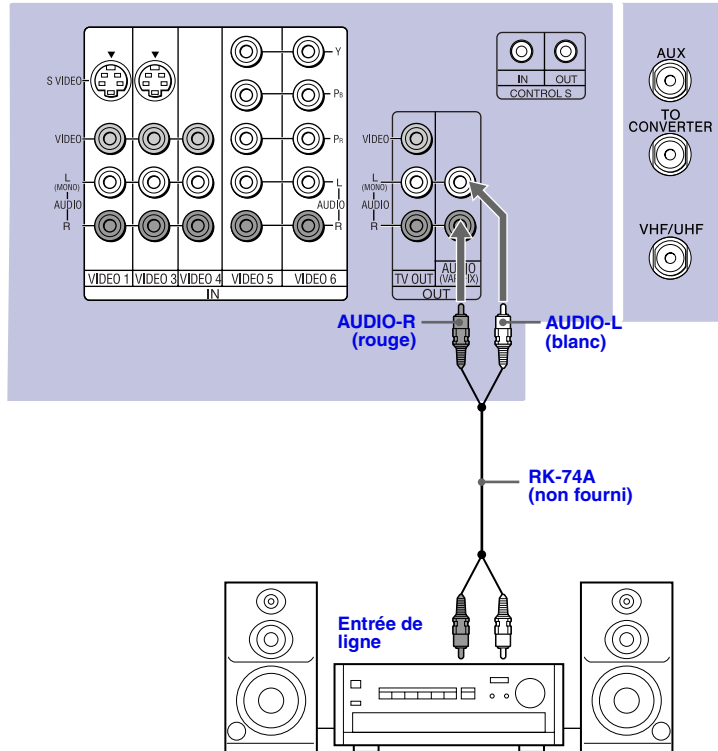 AUX
IN OUT
CONTROL S
TO
CONVERTER
Y
S VIDEO
PB
VIDEO
PR
VIDEO
L
(MONO)
AUDIO
R
L
AUDIO
R
L
(MONO)
AUDIO
R
VHF/UHF
VIDEO 1 VIDEO 3 VIDEO 4 VIDEO 5 VIDEO 6
IN
TV OUT
AUDIO
OUT
AUDIO-R
(rouge)
AUDIO-L
(blanc)
RK-74A
(non fourni)
Entrée de
ligne